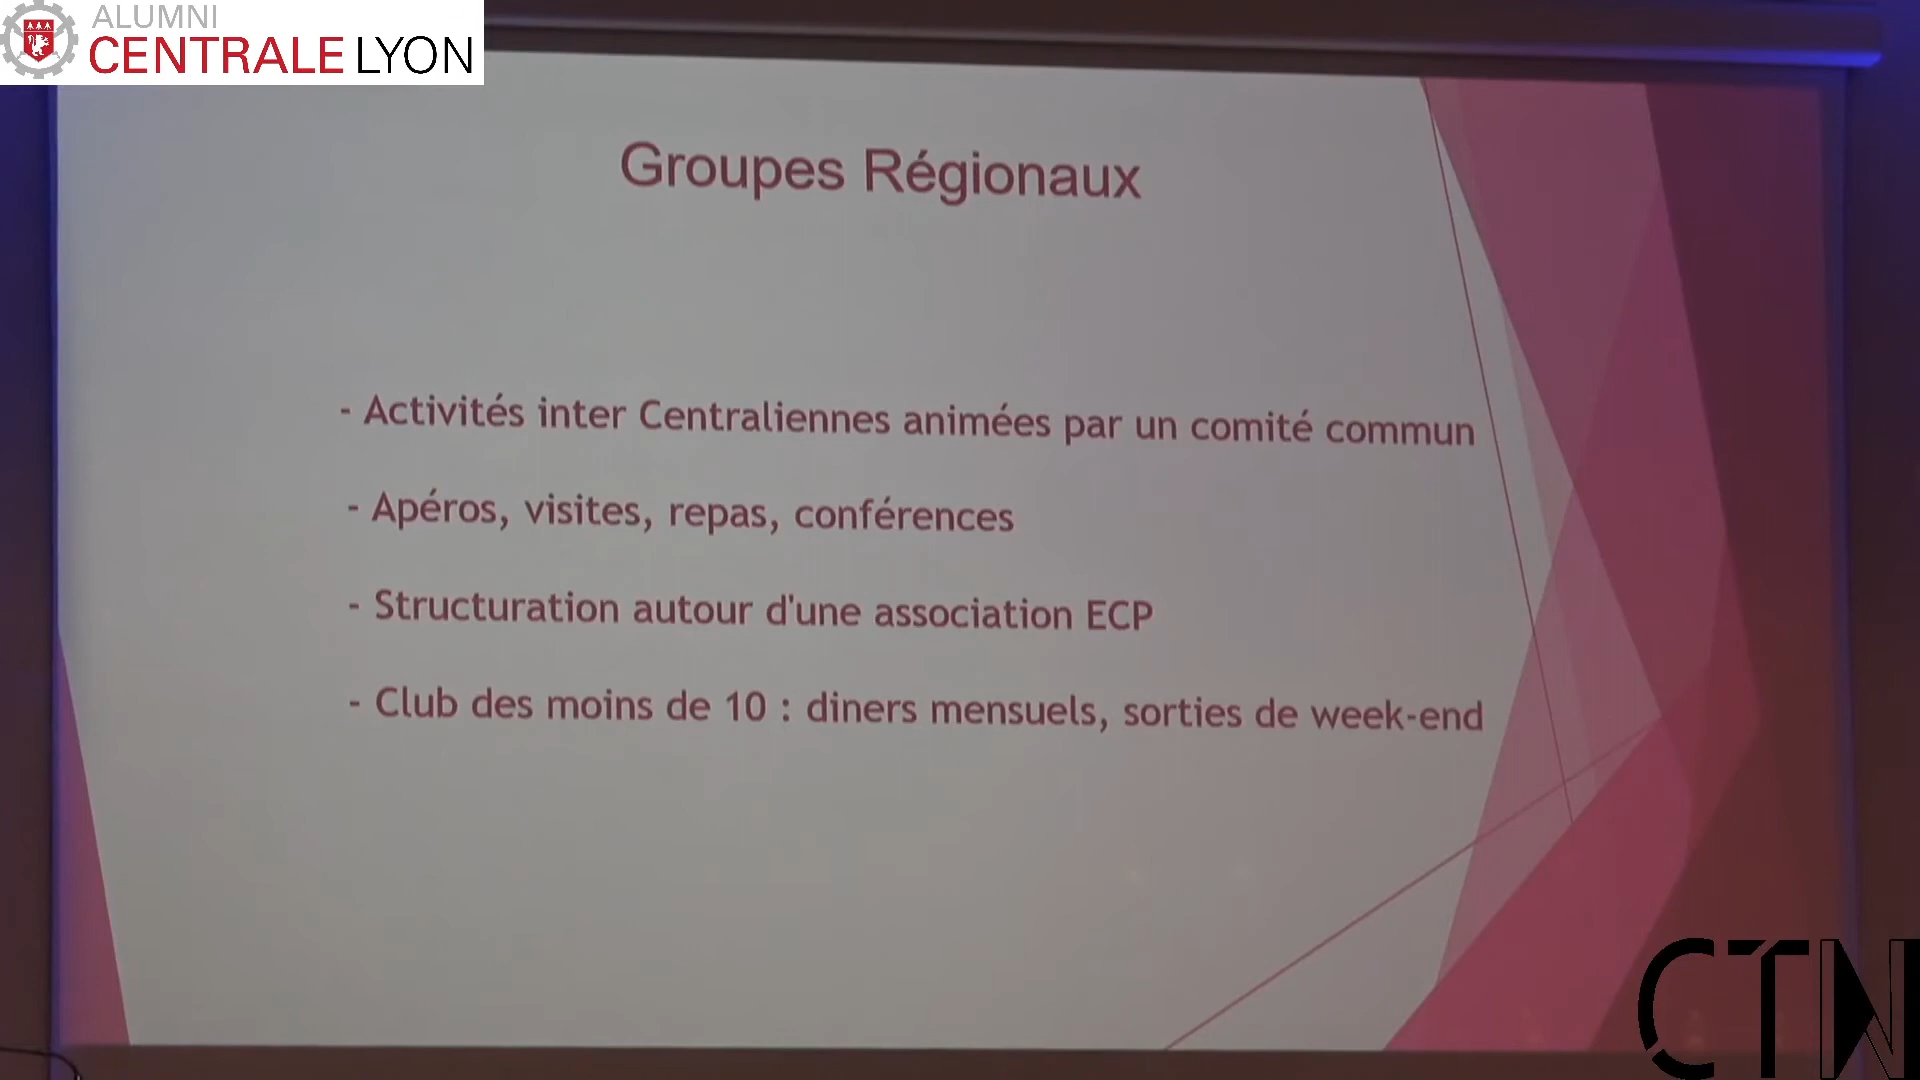 ALUMNI
CENTRALE LYON
Groupes Régionaux
- Activités inter Centraliennes animées par un comité commun
- Apéros, visites, repas, conférences
- Structuration autour d'une association ECP
- Club des moins de 10 : diners mensuels, sorties de week-end
CTN